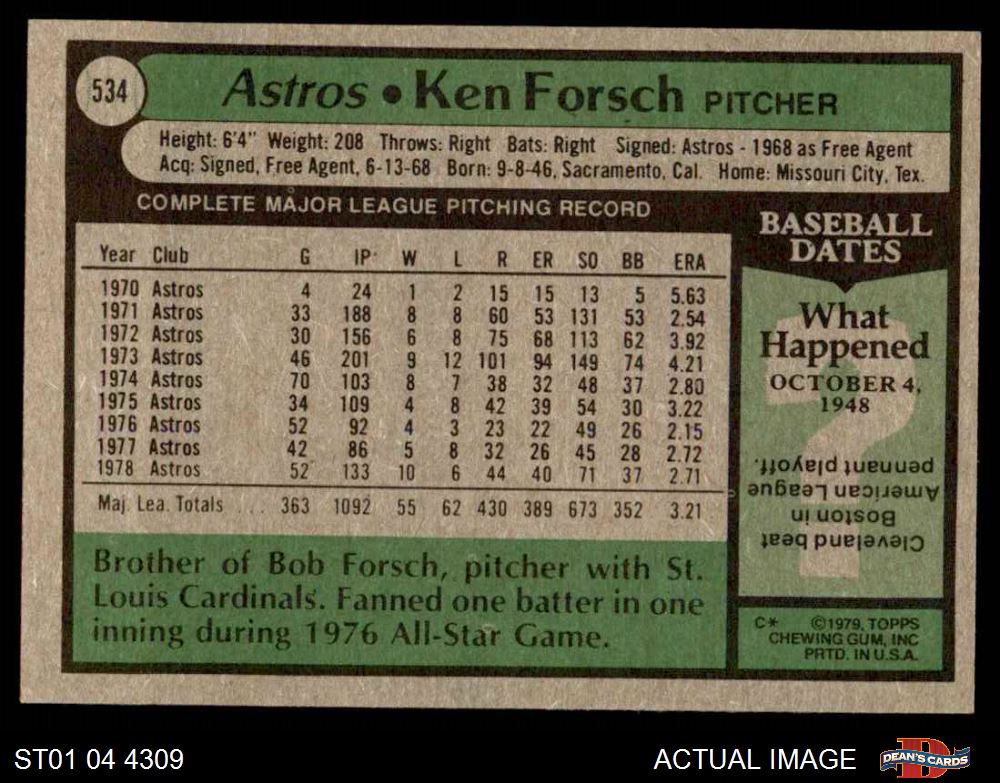 534
Astros • Ken Forsch PITCHER
Height: 6'4" Weight: 208 Throws: Right Bats: Right Signed: Astros - 1968 as Free Agent
Acq: Signed, Free Agent, 6-13-68 Born: 9-8-46, Sacramento, Cal. Home: Missouri City, Tex.
COMPLETE MAJOR LEAGUE PITCHING RECORD
Year Club G IP W L R ER SO BB ERA
1970 Astros 4 24 1 2 15 15 13 5 5.63
1971 Astros 33 188 8 8 60 53 131 53 2.54
1972 Astros 30 156 6 8 75 68 113 62 3.92
1973 Astros 46 201 9 12 101 94 149 74 4.21
1974 Astros 70 103 8 7 38 32 48 37 2.80
1975 Astros 34 109 4 8 42 39 54 30 3.22
1976 Astros 52 92 4 3 23 22 49 26 2.15
1977 Astros 42 86 5 8 32 26 45 28 2.72
1978 Astros 52 133 10 6 44 40 71 37 2.71
Maj. Lea. Totals ... 363 1092 55 62 430 389 673 352 3.21
Brother of Bob Forsch, pitcher with St.
Louis Cardinals. Fanned one batter in one
inning during 1976 All-Star Game.
BASEBALL
DATES
What
Happened
OCTOBER 4,
1948
?
Cleveland beat
Boston in
American League
pennant playoff.
C* ©1979, TOPPS
CHEWING GUM, INC
PRTD. IN U.S.A.
ST01 04 4309
ACTUAL IMAGE
D
DEAN'S CARDS